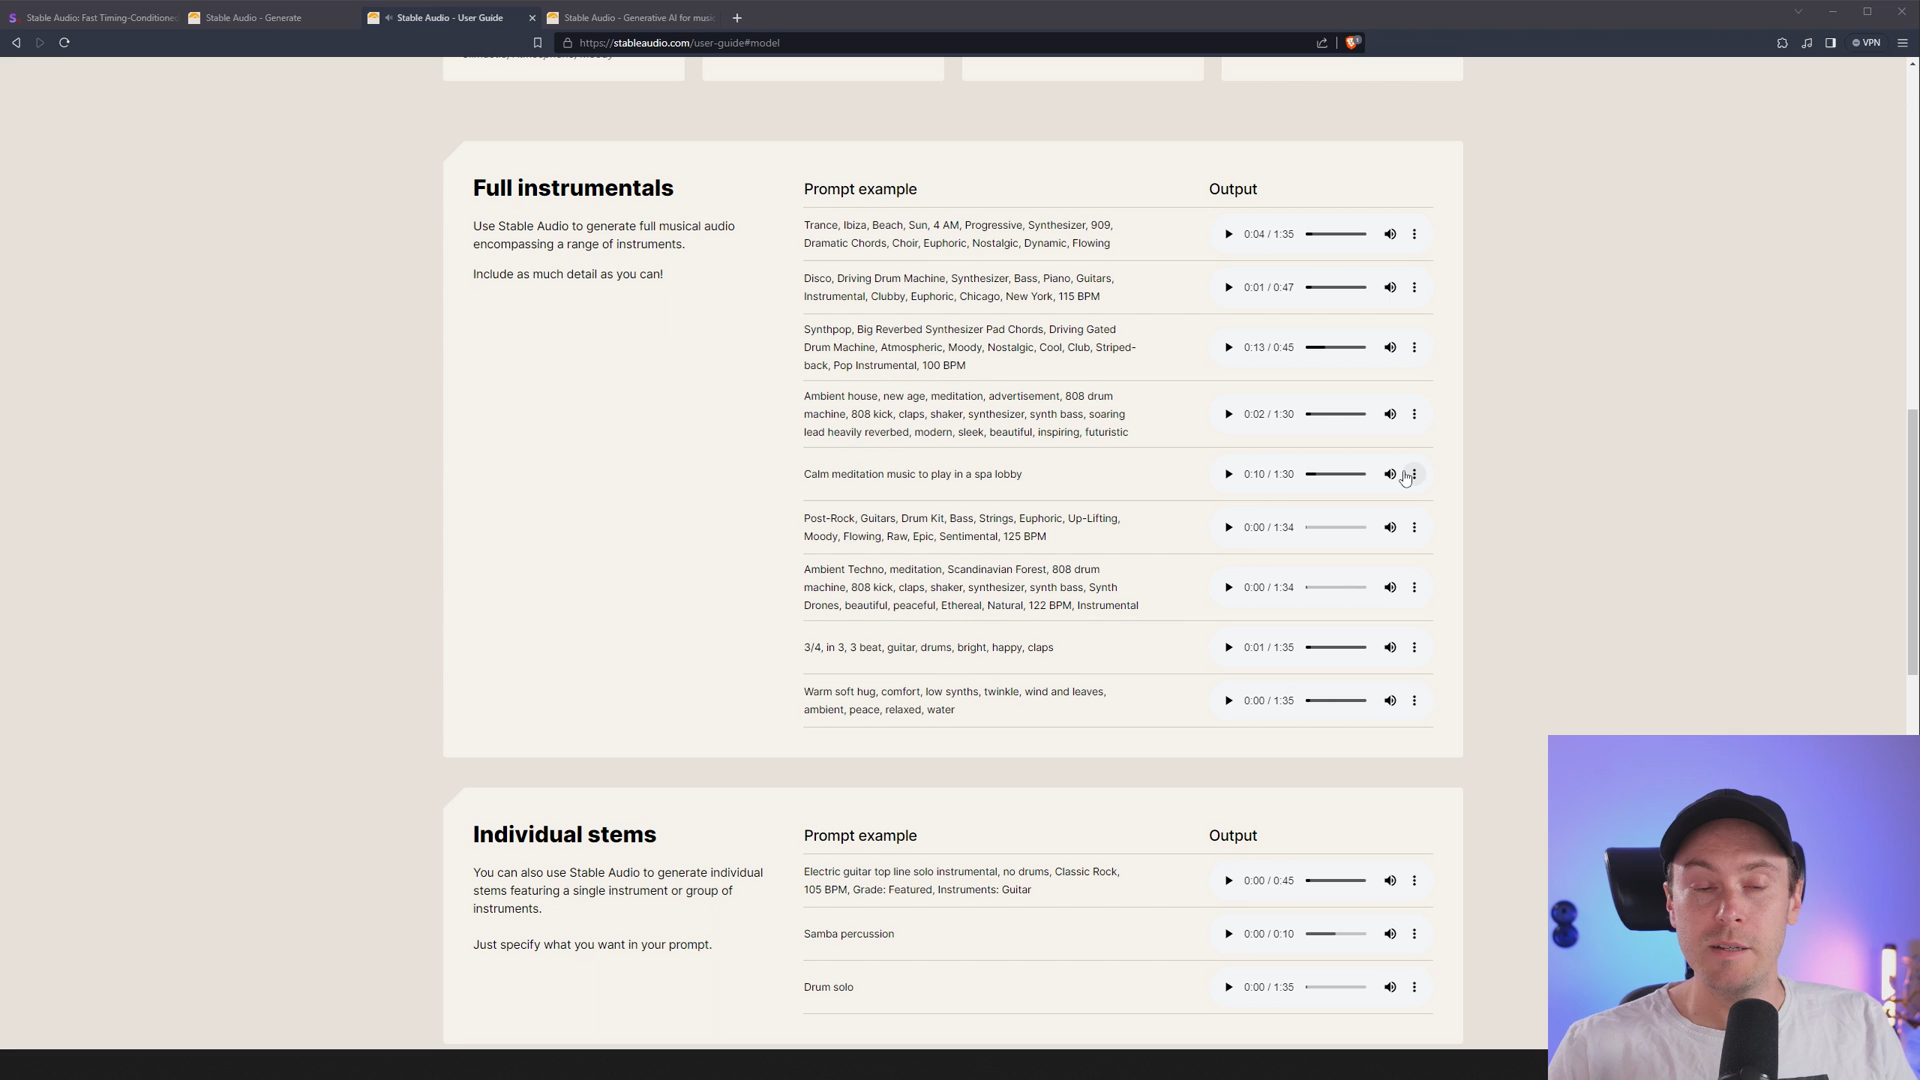 Stable Audio: Fast Timing-Conditioned
Stable Audio - Generate
Stable Audio - User Guide
Stable Audio - Generative AI for music
https://stableaudio.com/user-guide#model
VPN
Full instrumentals
Use Stable Audio to generate full musical audio
encompassing a range of instruments.
Include as much detail as you can!
Prompt example
Output
Trance, Ibiza, Beach, Sun, 4 AM, Progressive, Synthesizer, 909,
Dramatic Chords, Choir, Euphoric, Nostalgic, Dynamic, Flowing
0:04 / 1:35
Disco, Driving Drum Machine, Synthesizer, Bass, Piano, Guitars,
Instrumental, Clubby, Euphoric, Chicago, New York, 115 BPM
0:01 / 0:47
Synthpop, Big Reverbed Synthesizer Pad Chords, Driving Gated
Drum Machine, Atmospheric, Moody, Nostalgic, Cool, Club, Striped-
back, Pop Instrumental, 100 BPM
0:13 / 0:45
Ambient house, new age, meditation, advertisement, 808 drum
machine, 808 kick, claps, shaker, synthesizer, synth bass, soaring
lead heavily reverbed, modern, sleek, beautiful, inspiring, futuristic
0:02 / 1:30
Calm meditation music to play in a spa lobby
0:10 / 1:30
Post-Rock, Guitars, Drum Kit, Bass, Strings, Euphoric, Up-Lifting,
Moody, Flowing, Raw, Epic, Sentimental, 125 BPM
0:00 / 1:34
Ambient Techno, meditation, Scandinavian Forest, 808 drum
machine, 808 kick, claps, shaker, synthesizer, synth bass, Synth
Drones, beautiful, peaceful, Ethereal, Natural, 122 BPM, Instrumental
0:00 / 1:34
3/4, in 3, 3 beat, guitar, drums, bright, happy, claps
0:01 / 1:35
Warm soft hug, comfort, low synths, twinkle, wind and leaves,
ambient, peace, relaxed, water
0:00 / 1:35
Individual stems
You can also use Stable Audio to generate individual
stems featuring a single instrument or group of
instruments.
Just specify what you want in your prompt.
Prompt example
Output
Electric guitar top line solo instrumental, no drums, Classic Rock,
105 BPM, Grade: Featured, Instruments: Guitar
0:00 / 0:45
Samba percussion
0:00 / 0:10
Drum solo
0:00 / 1:35